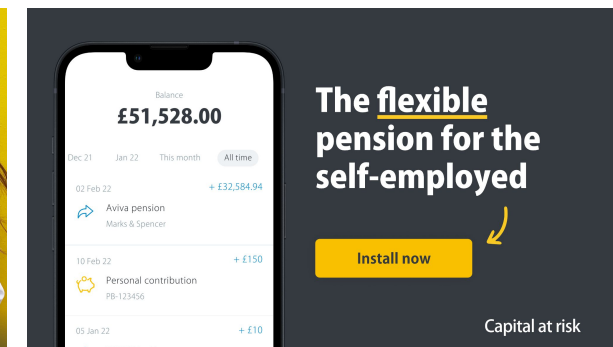 Balance
£51,528.00
Dec 21 Jan 22 This month All time
02 Feb 22 + £32,584.94
Aviva pension
Marks & Spencer
10 Feb 22 + £150
Personal contribution
PB-123456
05 Jan 22 + £10
The flexible
pension for the
self-employed
Install now
Capital at risk